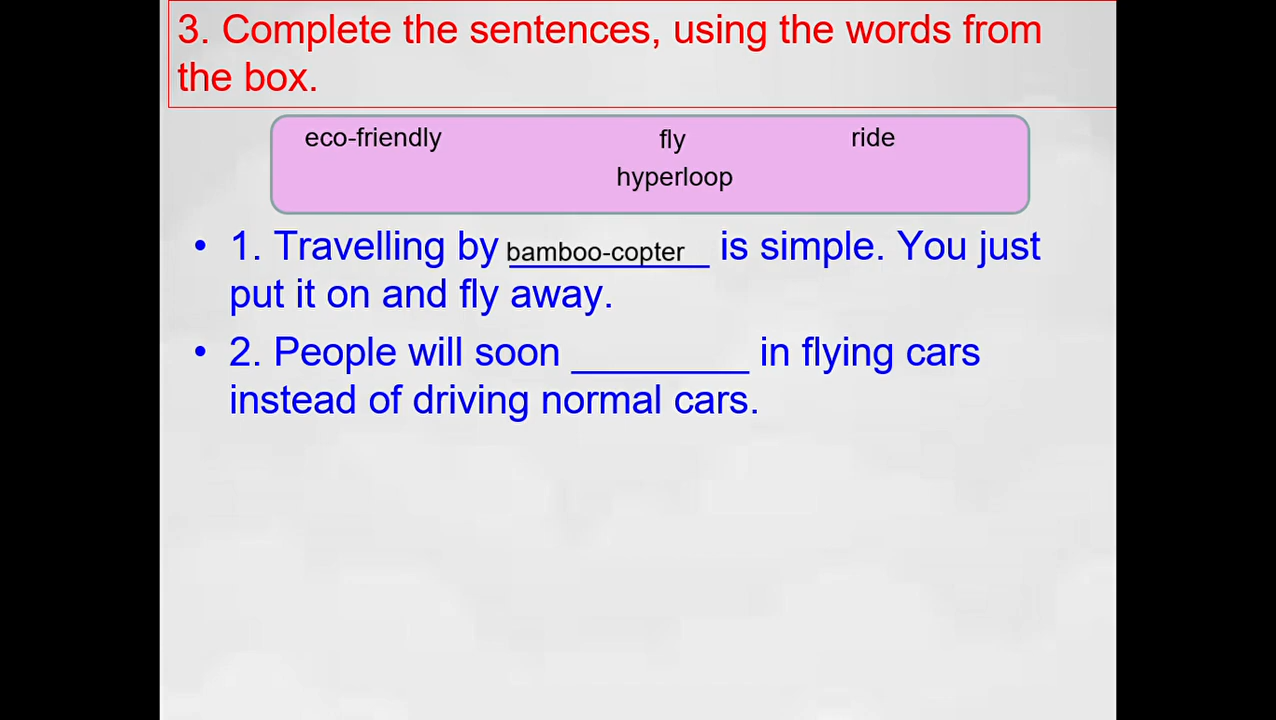 3. Complete the sentences, using the words from
the box.
eco-friendly fly ride
hyperloop
• 1. Travelling by bamboo-copter is simple. You just
put it on and fly away.
• 2. People will soon _________ in flying cars
instead of driving normal cars.